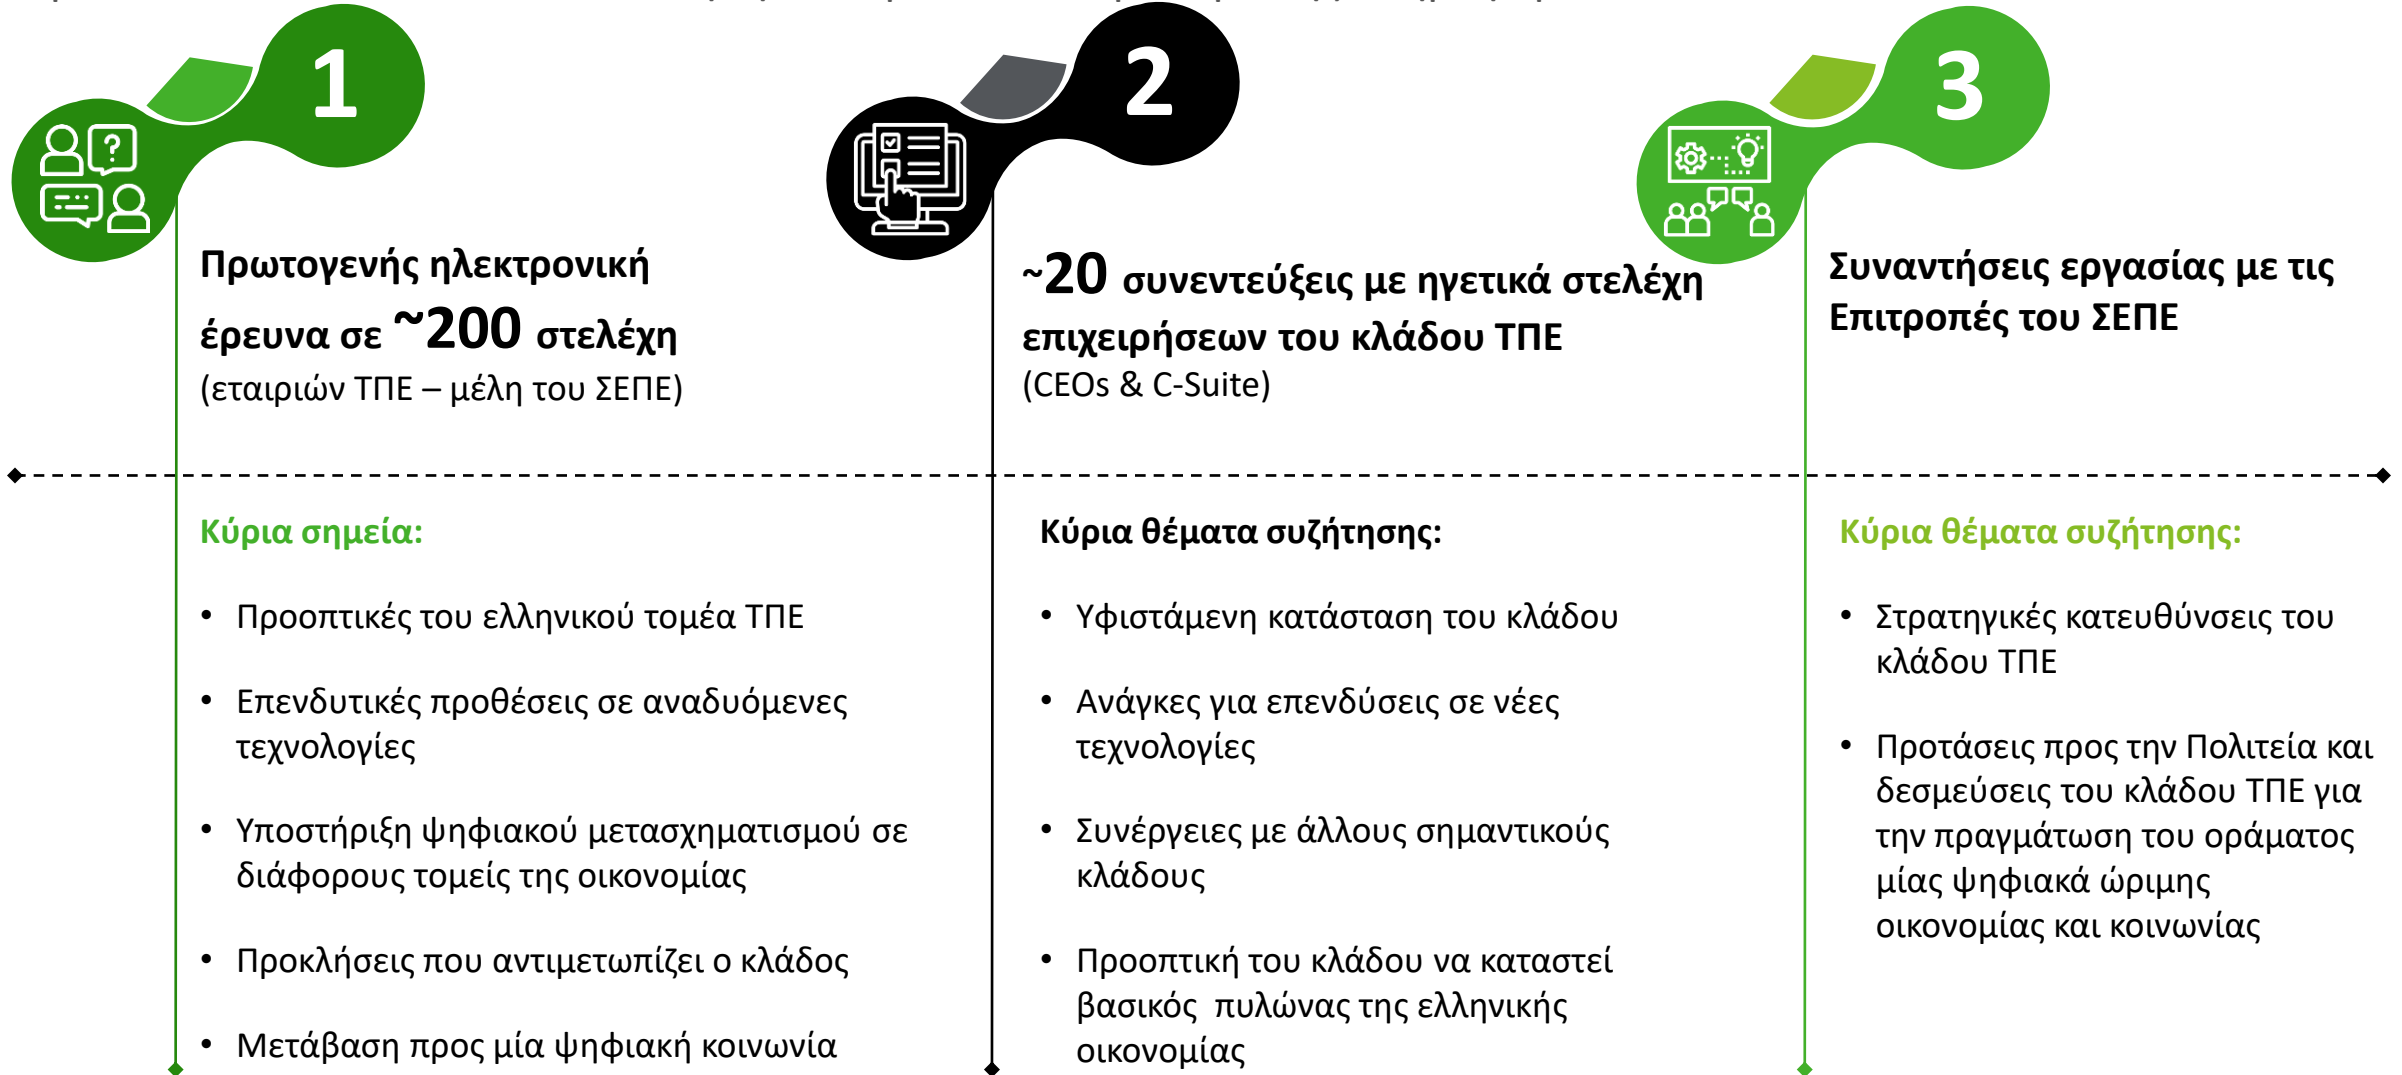 1
Πρωτογενής ηλεκτρονική
έρευνα σε ~200 στελέχη
(εταιριών ΤΠΕ – μέλη του ΣΕΠΕ)
Κύρια σημεία:
• Προοπτικές του ελληνικού τομέα ΤΠΕ
• Επενδυτικές προθέσεις σε αναδυόμενες
τεχνολογίες
• Υποστήριξη ψηφιακού μετασχηματισμού σε
διάφορους τομείς της οικονομίας
• Προκλήσεις που αντιμετωπίζει ο κλάδος
• Μετάβαση προς μία ψηφιακή κοινωνία
2
~20 συνεντεύξεις με ηγετικά στελέχη
επιχειρήσεων του κλάδου ΤΠΕ
(CEOs & C-Suite)
Κύρια θέματα συζήτησης:
• Υφιστάμενη κατάσταση του κλάδου
• Ανάγκες για επενδύσεις σε νέες
τεχνολογίες
• Συνέργειες με άλλους σημαντικούς
κλάδους
• Προοπτική του κλάδου να καταστεί
βασικός πυλώνας της ελληνικής
οικονομίας
3
Συναντήσεις εργασίας με τις
Επιτροπές του ΣΕΠΕ
Κύρια θέματα συζήτησης:
• Στρατηγικές κατευθύνσεις του
κλάδου ΤΠΕ
• Προτάσεις προς την Πολιτεία και
δεσμεύσεις του κλάδου ΤΠΕ για
την πραγμάτωση του οράματος
μίας ψηφιακά ώριμης
οικονομίας και κοινωνίας